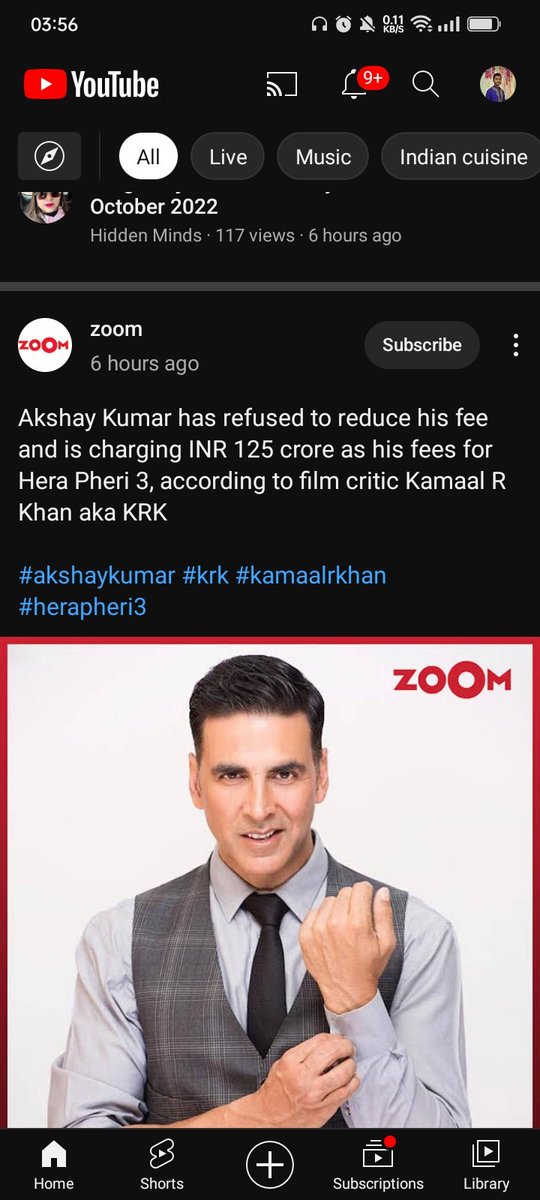 03:56
0.11
KB/S
YouTube
9+
All
Live
Music
Indian cuisine
October 2022
Hidden Minds · 117 views · 6 hours ago
zoom
zoom
6 hours ago
Subscribe
Akshay Kumar has refused to reduce his fee
and is charging INR 125 crore as his fees for
Hera Pheri 3, according to film critic Kamaal R
Khan aka KRK
#akshaykumar #krk #kamaalrkhan
#herapheri3
ZOOM
Home
Shorts
Subscriptions
Library